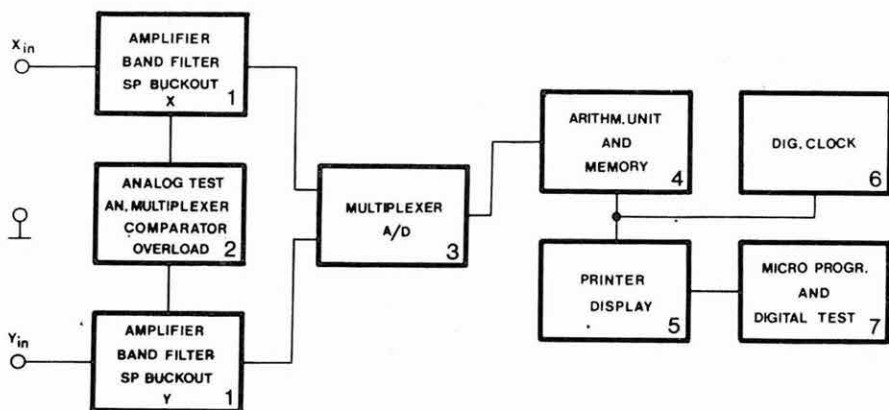 X in
AMPLIFIER
BAND FILTER
SP BUCKOUT
X
1
ANALOG TEST
AN. MULTIPLEXER
COMPARATOR
OVERLOAD
2
Y in
AMPLIFIER
BAND FILTER
SP BUCKOUT
Y
1
MULTIPLEXER
A/D
3
ARITHM. UNIT
AND
MEMORY
4
DIG. CLOCK
6
PRINTER
DISPLAY
5
MICRO PROGR.
AND
DIGITAL TEST
7